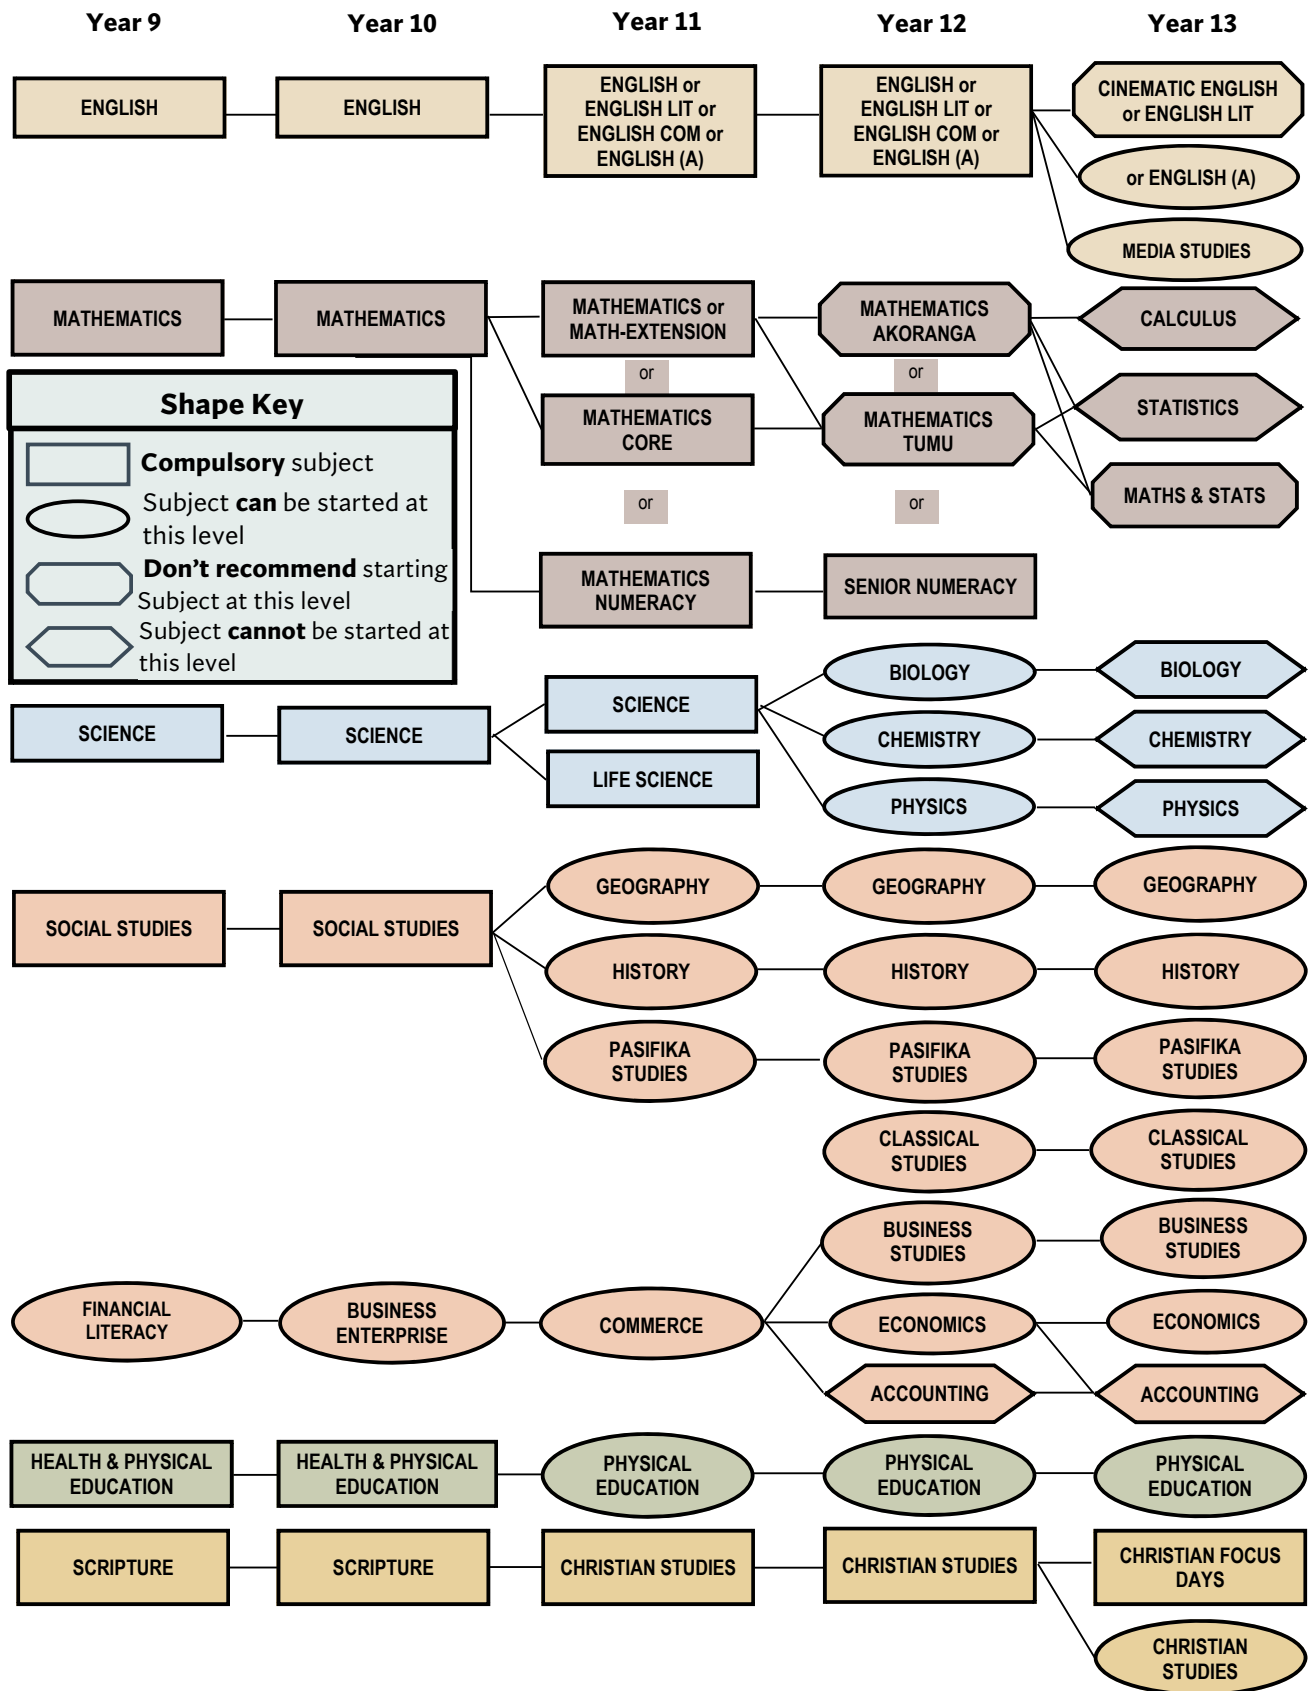 Year 9
Year 10
Year 11
Year 12
Year 13
ENGLISH
ENGLISH
ENGLISH or
ENGLISH LIT or
ENGLISH COM or
ENGLISH (A)
ENGLISH or
ENGLISH LIT or
ENGLISH COM or
ENGLISH (A)
CINEMATIC ENGLISH
or ENGLISH LIT
or ENGLISH (A)
MEDIA STUDIES
MATHEMATICS
MATHEMATICS
MATHEMATICS or
MATH-EXTENSION
or
MATHEMATICS
CORE
or
MATHEMATICS
NUMERACY
MATHEMATICS
AKORANGA
or
MATHEMATICS
TUMU
or
SENIOR NUMERACY
CALCULUS
STATISTICS
MATHS & STATS
Shape Key
Compulsory subject
Subject can be started at
this level
Don't recommend starting
Subject at this level
Subject cannot be started at
this level
SCIENCE
SCIENCE
SCIENCE
LIFE SCIENCE
BIOLOGY
CHEMISTRY
PHYSICS
BIOLOGY
CHEMISTRY
PHYSICS
SOCIAL STUDIES
SOCIAL STUDIES
GEOGRAPHY
GEOGRAPHY
GEOGRAPHY
HISTORY
HISTORY
HISTORY
PASIFIKA
STUDIES
PASIFIKA
STUDIES
PASIFIKA
STUDIES
CLASSICAL
STUDIES
CLASSICAL
STUDIES
FINANCIAL
LITERACY
BUSINESS
ENTERPRISE
COMMERCE
BUSINESS
STUDIES
BUSINESS
STUDIES
ECONOMICS
ECONOMICS
ACCOUNTING
ACCOUNTING
HEALTH & PHYSICAL
EDUCATION
HEALTH & PHYSICAL
EDUCATION
PHYSICAL
EDUCATION
PHYSICAL
EDUCATION
PHYSICAL
EDUCATION
SCRIPTURE
SCRIPTURE
CHRISTIAN STUDIES
CHRISTIAN STUDIES
CHRISTIAN FOCUS
DAYS
CHRISTIAN
STUDIES